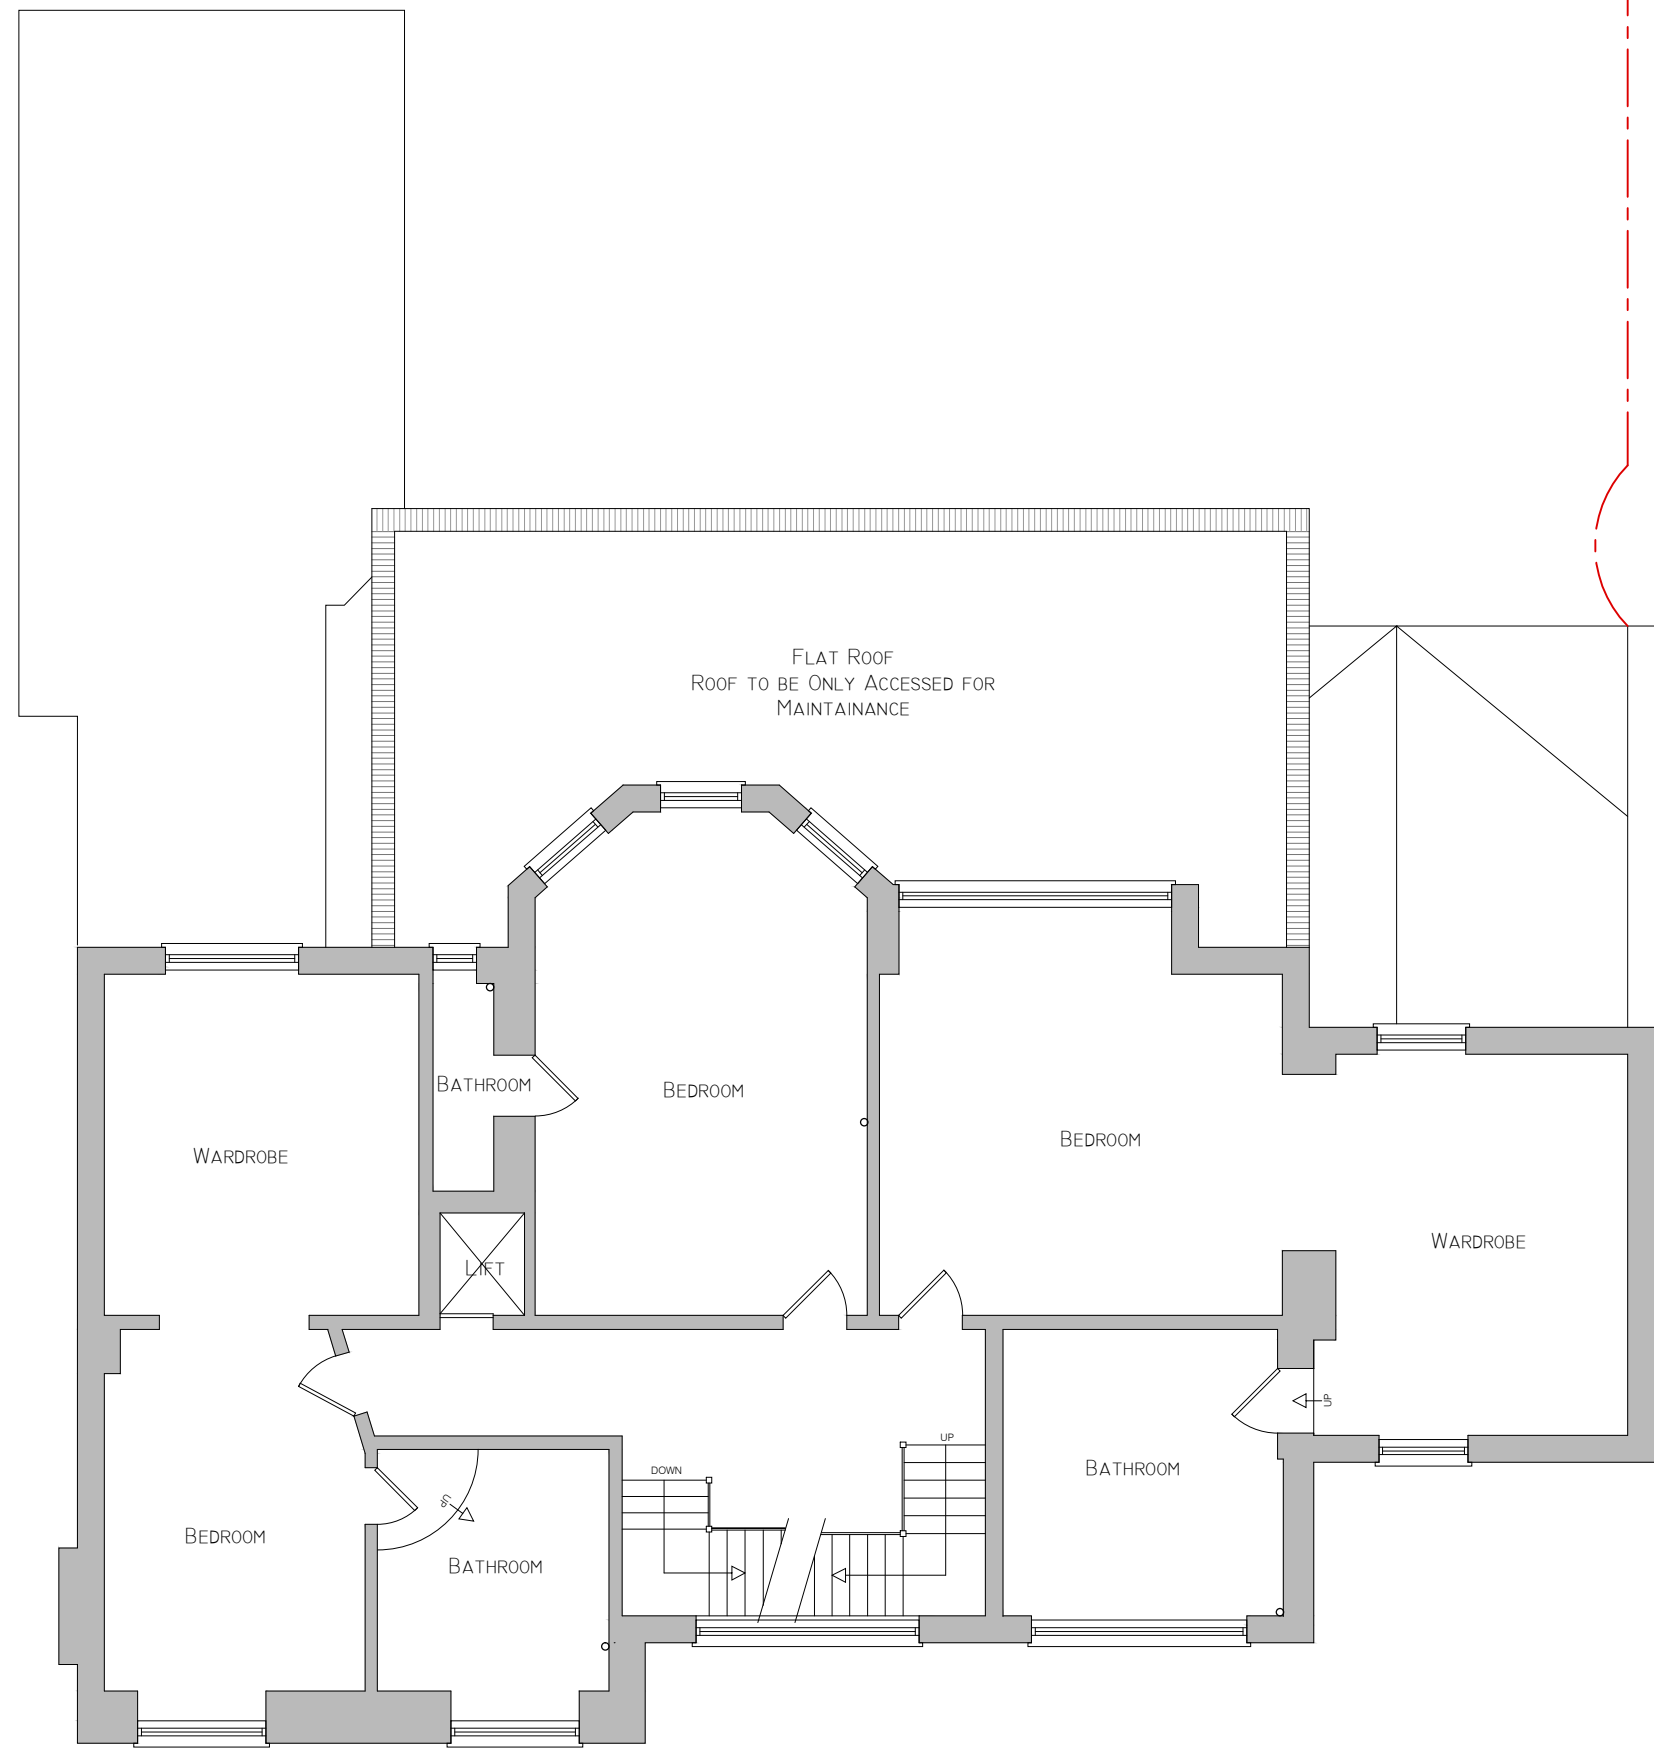 Flat Roof
Roof to be Only Accessed for
Maintainance
Bathroom
Bedroom
Bedroom
Wardrobe
Wardrobe
Lift
UP
UP
DOWN
Bathroom
UP
Bedroom
Bathroom